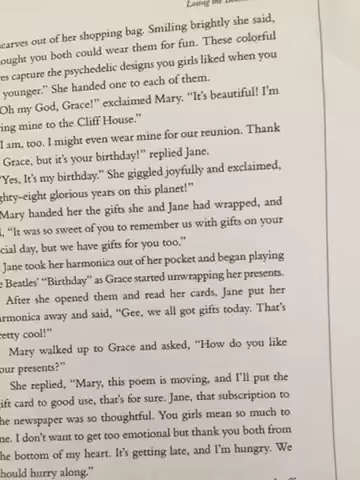 Losing the
carves out of her shopping bag. Smiling brightly she said,
ought you both could wear them for fun. These colorful
es capture the psychedelic designs you girls liked when you
younger." She handed one to each of them.
Oh my God, Grace!" exclaimed Mary. "It's beautiful! I'm
ring mine to the Cliff House."
I am, too. I might even wear mine for our reunion. Thank
Grace, but it's your birthday!" replied Jane.
"Yes, It's my birthday." She giggled joyfully and exclaimed,
ghty-eight glorious years on this planet!"
Mary handed her the gifts she and Jane had wrapped, and
, "It was so sweet of you to remember us with gifts on your
cial day, but we have gifts for you too."
Jane took her harmonica out of her pocket and began playing
e Beatles' "Birthday" as Grace started unwrapping her presents.
After she opened them and read her cards, Jane put her
armonica away and said, "Gee, we all got gifts today. That's
retty cool!"
Mary walked up to Grace and asked, "How do you like
our presents?"
She replied, "Mary, this poem is moving, and I'll put the
ift card to good use, that's for sure. Jane, that subscription to
he newspaper was so thoughtful. You girls mean so much to
ne. I don't want to get too emotional but thank you both from
he bottom of my heart. It's getting late, and I'm hungry. We
hould hurry along."